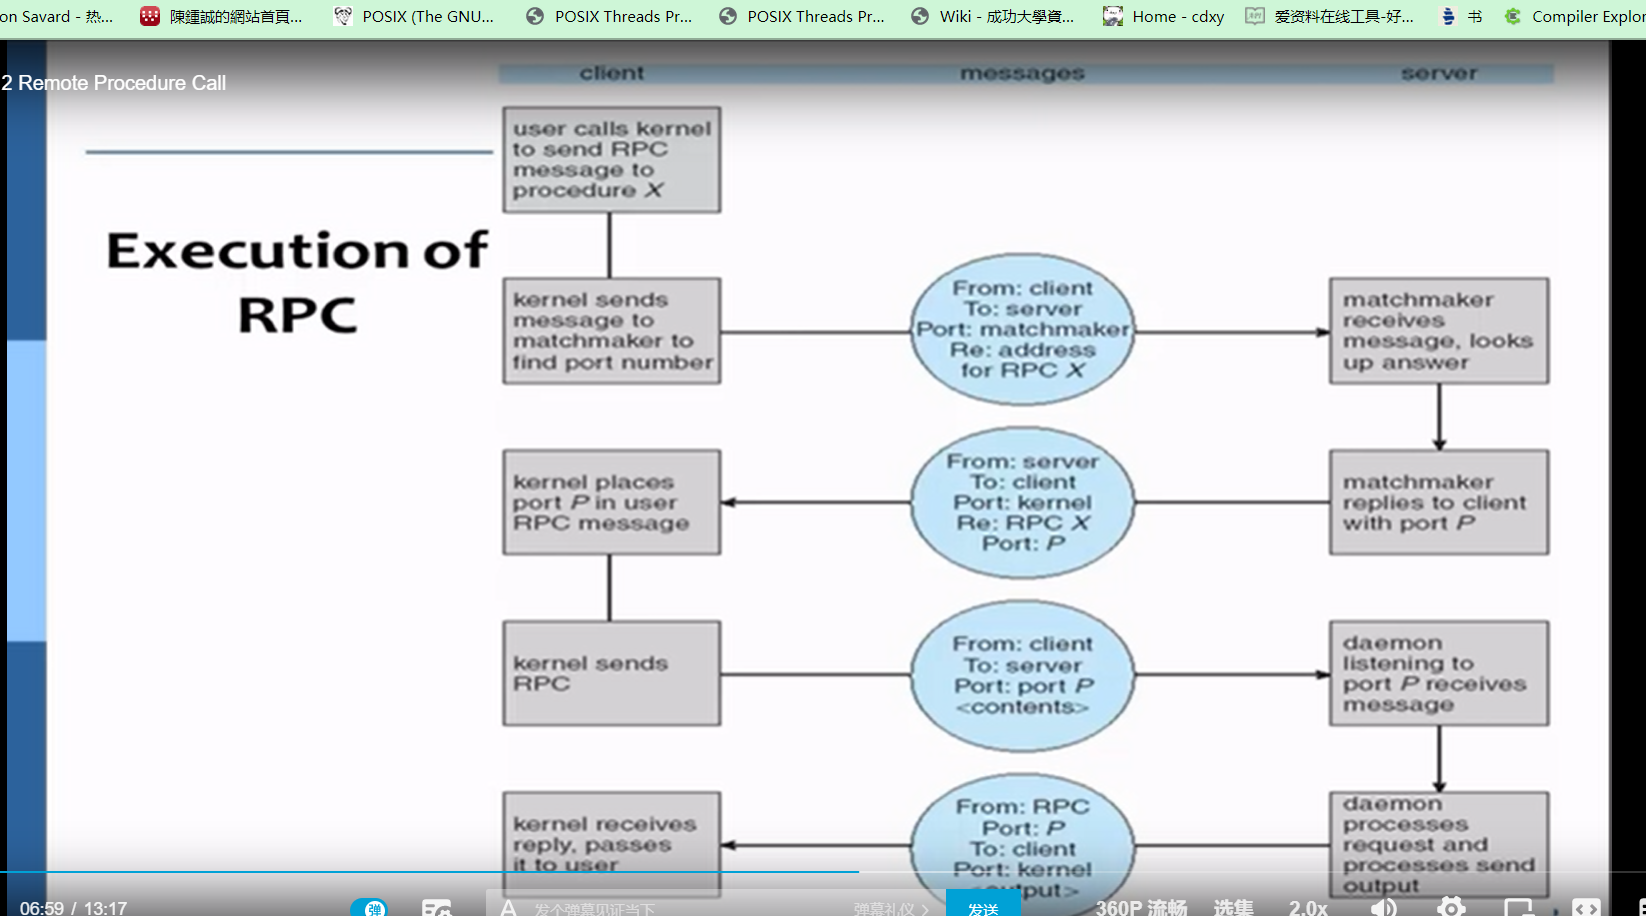 on Savard - 热...
陳鍾誠的網站首頁...
POSIX (The GNU...
POSIX Threads Pr...
POSIX Threads Pr...
Wiki - 成功大學資...
Home - cdxy
爱资料在线工具-好...
书
Compiler Explor
2 Remote Procedure Call
client
messages
server
Execution of
RPC
user calls kernel
to send RPC
message to
procedure X
kernel sends
message to
matchmaker to
find port number
From: client
To: server
Port: matchmaker
Re: address
for RPC X
matchmaker
receives
message, looks
up answer
kernel places
port P in user
RPC message
From: server
To: client
Port: kernel
Re: RPC X
Port: P
matchmaker
replies to client
with port P
kernel sends
RPC
From: client
To: server
Port: port P
<contents>
daemon
listening to
port P receives
message
kernel receives
reply, passes
it to user
From: RPC
Port: P
To: client
Port: kernel
<output>
daemon
processes
request and
processes send
output
06:59 / 13:17
弹
A
发个弹幕见证当下
弹幕礼仪 >
发送
360P 流畅
选集
2.0x